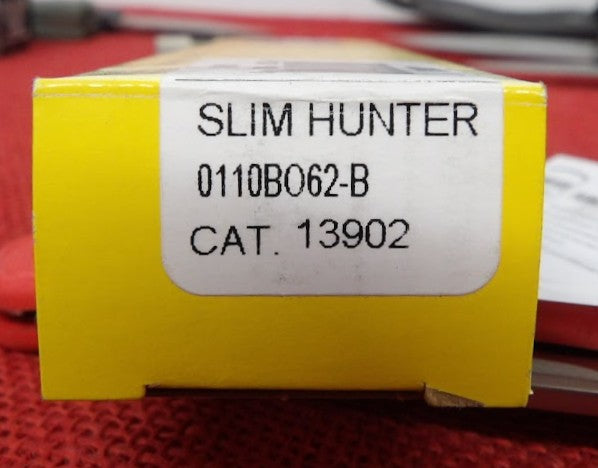 SLIM HUNTER
0110BO62-B
CAT. 13902